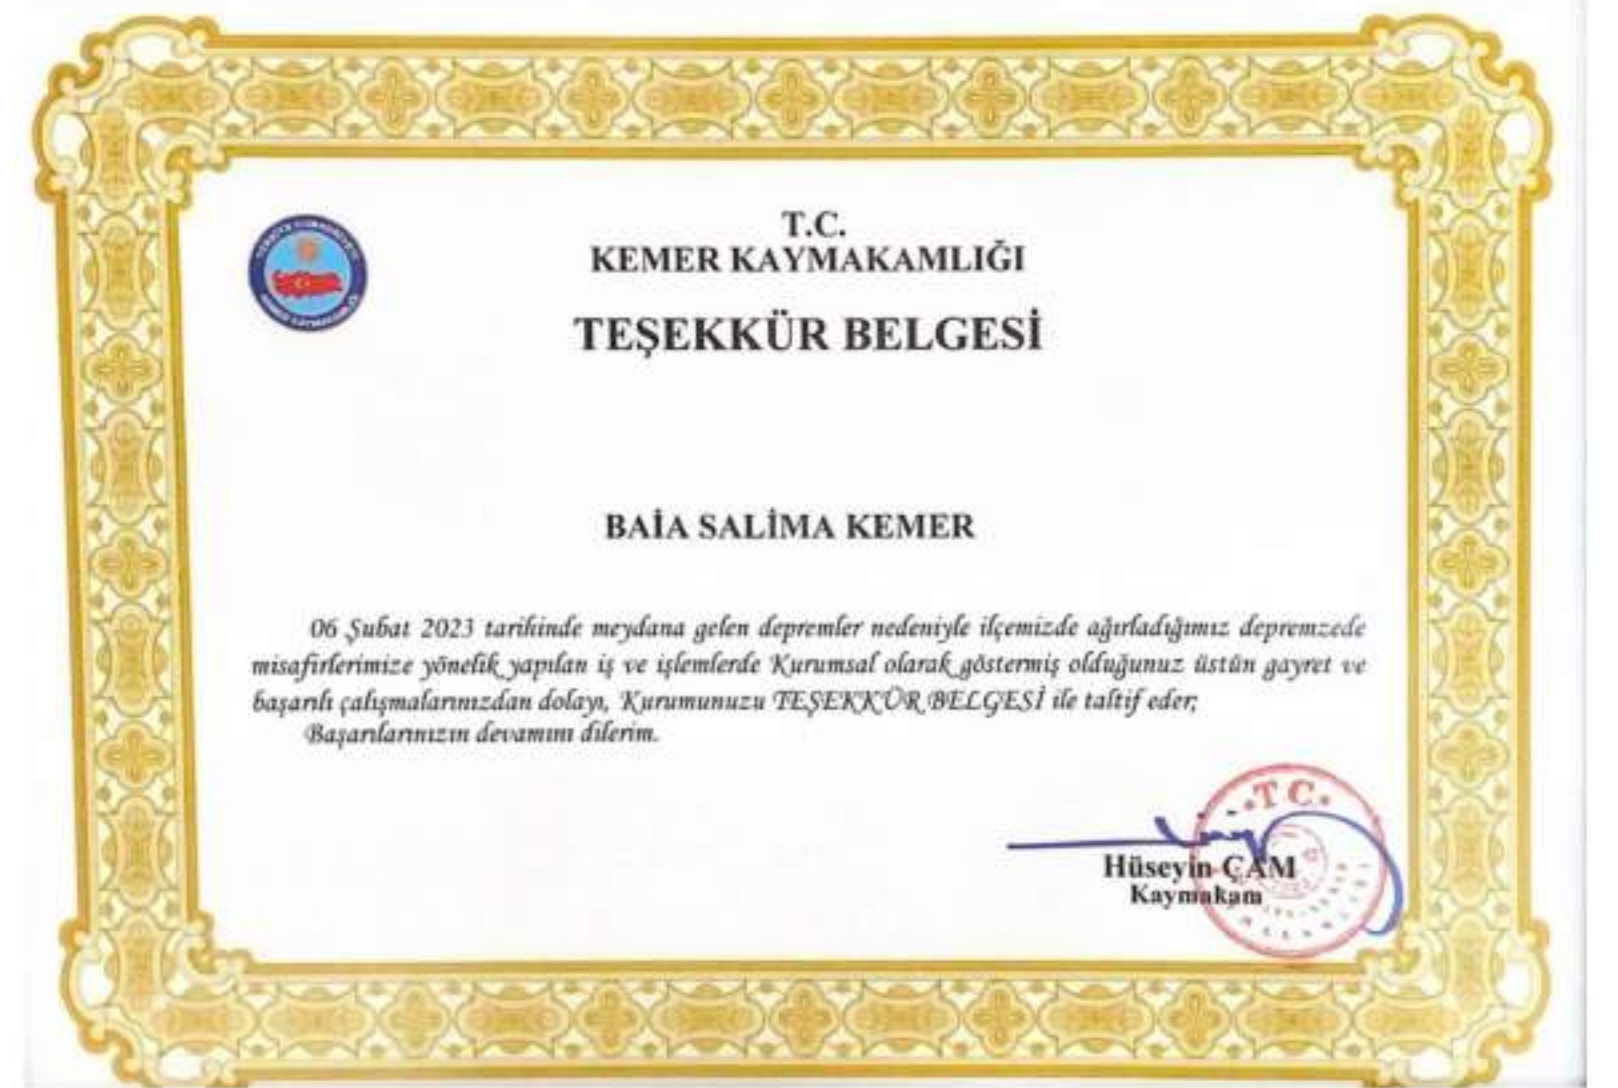 T.C.
KEMER KAYMAKAMLIĞI
TEŞEKKÜR BELGESİ
BAİA SALİMA KEMER
06 Şubat 2023 tarihinde meydana gelen depremler nedeniyle ilçemizde ağırladığımız depremzede
misafirlerimize yönelik yapılan iş ve işlemlerde Kurumsal olarak göstermiş olduğunuz üstün gayret ve
başarılı çalışmalarınızdan dolayı, Kurumunuzu TEŞEKKÜR BELGESİ ile taltif eder;
Başarılarınızın devamını dilerim.
T C.
Hüseyin ÇAM
Kaymakam